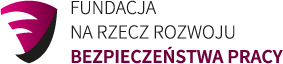 FUNDACJA
NA RZECZ ROZWOJU
BEZPIECZEŃSTWA PRACY